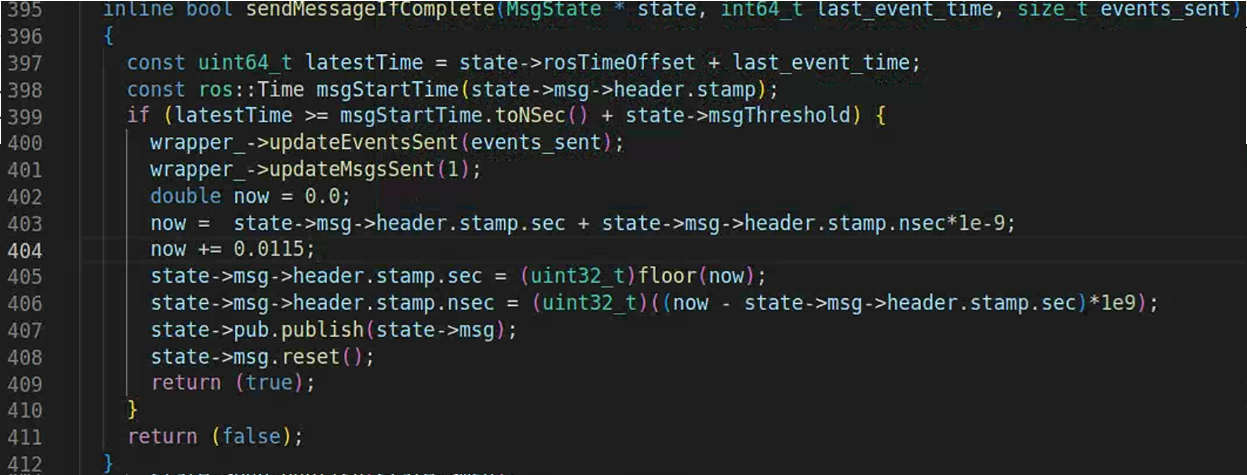 395 inline bool sendMessageIfComplete(MsgState * state, int64_t last_event_time, size_t events_sent)
396 {
397 const uint64_t latestTime = state->rosTimeOffset + last_event_time;
398 const ros::Time msgStartTime(state->msg->header.stamp);
399 if (latestTime >= msgStartTime.toNSec() + state->msgThreshold) {
400 wrapper_->updateEventsSent(events_sent);
401 wrapper_->updateMsgsSent(1);
402 double now = 0.0;
403 now =  state->msg->header.stamp.sec + state->msg->header.stamp.nsec*1e-9;
404 now += 0.0115;
405 state->msg->header.stamp.sec = (uint32_t)floor(now);
406 state->msg->header.stamp.nsec = (uint32_t)((now - state->msg->header.stamp.sec)*1e9);
407 state->pub.publish(state->msg);
408 state->msg.reset();
409 return (true);
410 }
411 return (false);
412 }